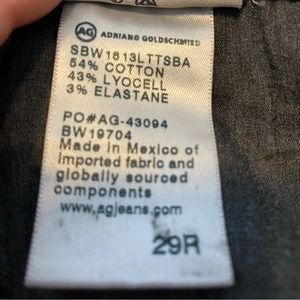 AG ADRIANO GOLDSCHMIED
SBW1613LTTSBA
54% COTTON
43% LYOCELL
3% ELASTANE
PO#AG-43094
BW19704
Made in Mexico of
imported fabric and
globally sourced
components
www.agjeans.com
29R